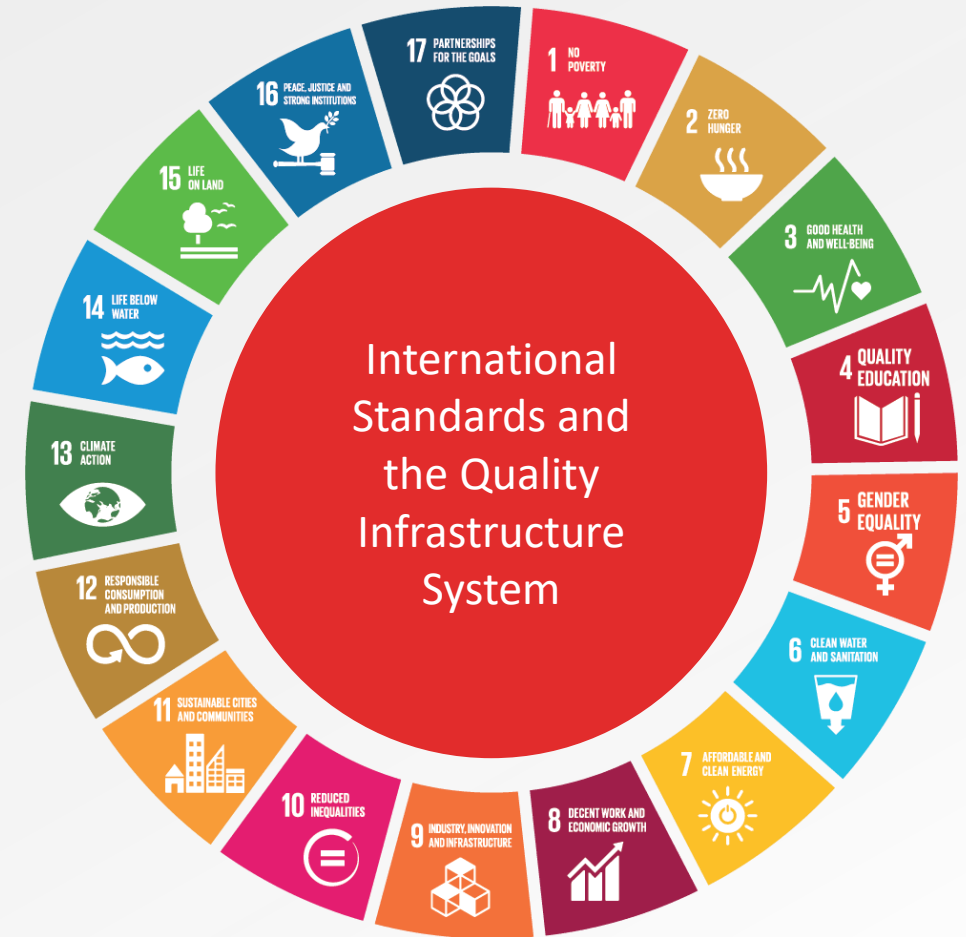 International
Standards and
the Quality
Infrastructure
System
1 NO
POVERTY
2 ZERO
HUNGER
3 GOOD HEALTH
AND WELL-BEING
4 QUALITY
EDUCATION
5 GENDER
EQUALITY
6 CLEAN WATER
AND SANITATION
7 AFFORDABLE AND
CLEAN ENERGY
8 DECENT WORK AND
ECONOMIC GROWTH
9 INDUSTRY, INNOVATION
AND INFRASTRUCTURE
10 REDUCED
INEQUALITIES
11 SUSTAINABLE CITIES
AND COMMUNITIES
12 RESPONSIBLE
CONSUMPTION
AND PRODUCTION
13 CLIMATE
ACTION
14 LIFE BELOW
WATER
15 LIFE
ON LAND
16 PEACE, JUSTICE AND
STRONG INSTITUTIONS
17 PARTNERSHIPS
FOR THE GOALS